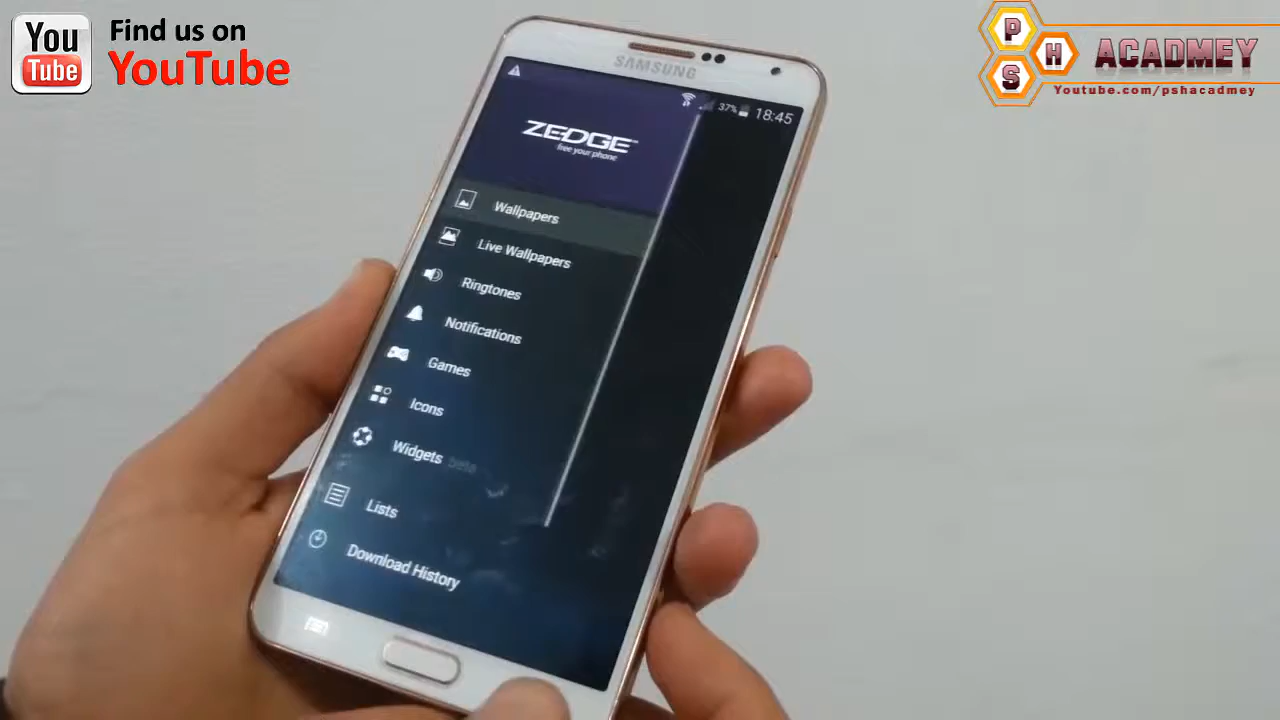 You
Tube
Find us on
YouTube
P
H
S
ACADMEY
Youtube.com/pshacadmey
SAMSUNG
37%
18:45
ZEDGE™
free your phone
Wallpapers
Live Wallpapers
Ringtones
Notifications
Games
Icons
Widgets beta
Lists
Download History